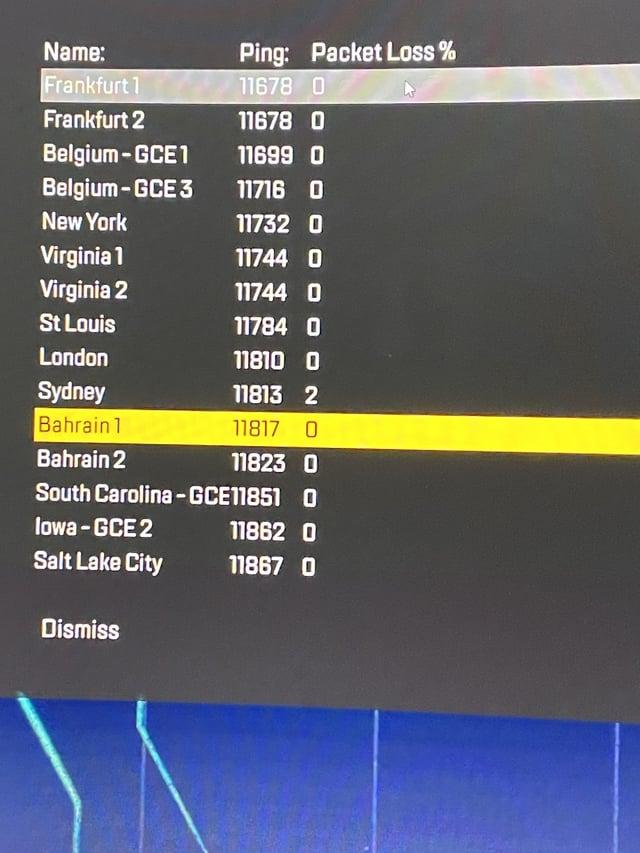 Name: Ping: Packet Loss %
Frankfurt 1 11678 0
Frankfurt 2 11678 0
Belgium - GCE 1 11699 0
Belgium - GCE 3 11716 0
New York 11732 0
Virginia 1 11744 0
Virginia 2 11744 0
St Louis 11784 0
London 11810 0
Sydney 11813 2
Bahrain 1 11817 0
Bahrain 2 11823 0
South Carolina - GCE11851 0
Iowa - GCE 2 11862 0
Salt Lake City 11867 0
Dismiss